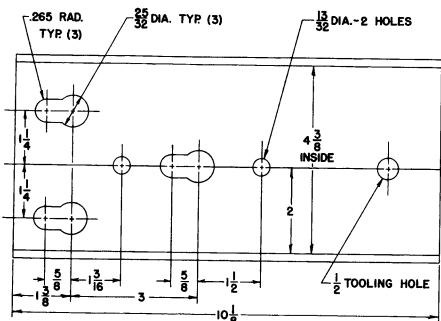 .265 RAD.
TYP. (3)
25/32 DIA. TYP. (3)
13/32 DIA.-2 HOLES
1 1/4
1 1/4
4 3/8
INSIDE
2
5/8
1 3/16
5/8
1 1/2
1/2 TOOLING HOLE
1 3/8
3
10 1/8